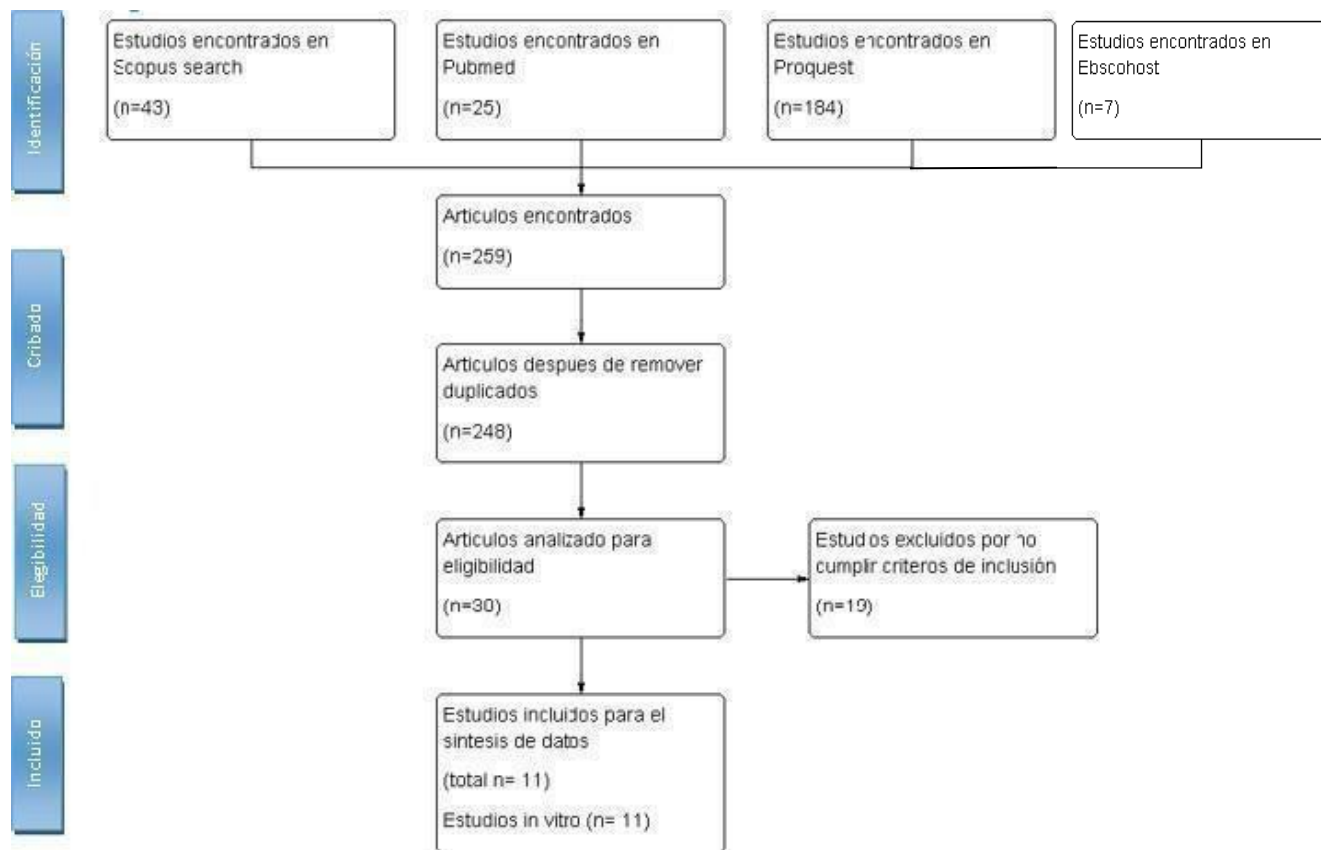 Identificación
Estudios encontrados en
Scopus search
(n=43)
Estudios encontrados en
Pubmed
(n=25)
Estudios encontrados en
Proquest
(n=184)
Estudios encontrados en
Ebscohost
(n=7)
Articulos encontrados
(n=259)
Cribado
Articulos despues de remover
duplicados
(n=248)
Elegibilidad
Articulos analizado para
eligibilidad
(n=30)
Estudios excluidos por no
cumplir criteros de inclusión
(n=19)
Incluido
Estudios incluidos para el
sintesis de datos
(total n= 11)
Estudios in vitro (n= 11)